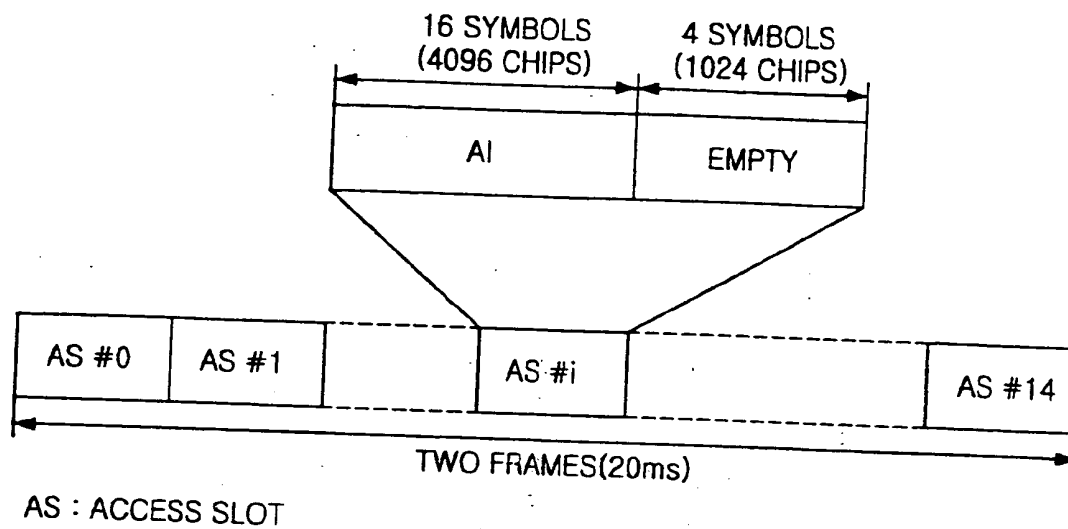 16 SYMBOLS
(4096 CHIPS)
4 SYMBOLS
(1024 CHIPS)
AI
EMPTY
AS #0
AS #1
AS #i
AS #14
TWO FRAMES(20ms)
AS : ACCESS SLOT